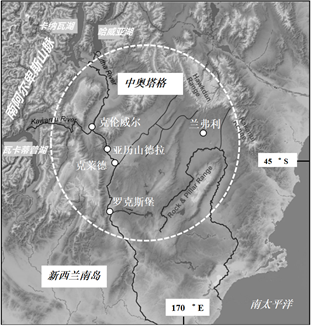 卡纳瓦湖
哈威亚湖
南阿尔卑斯山脉
中奥塔格
Kawarau River
克伦威尔
兰弗利
瓦卡蒂普湖
亚历山德拉
克莱德
45 ° S
罗克斯堡
Rock & Pillar Range
新西兰南岛
170 ° E
南太平洋